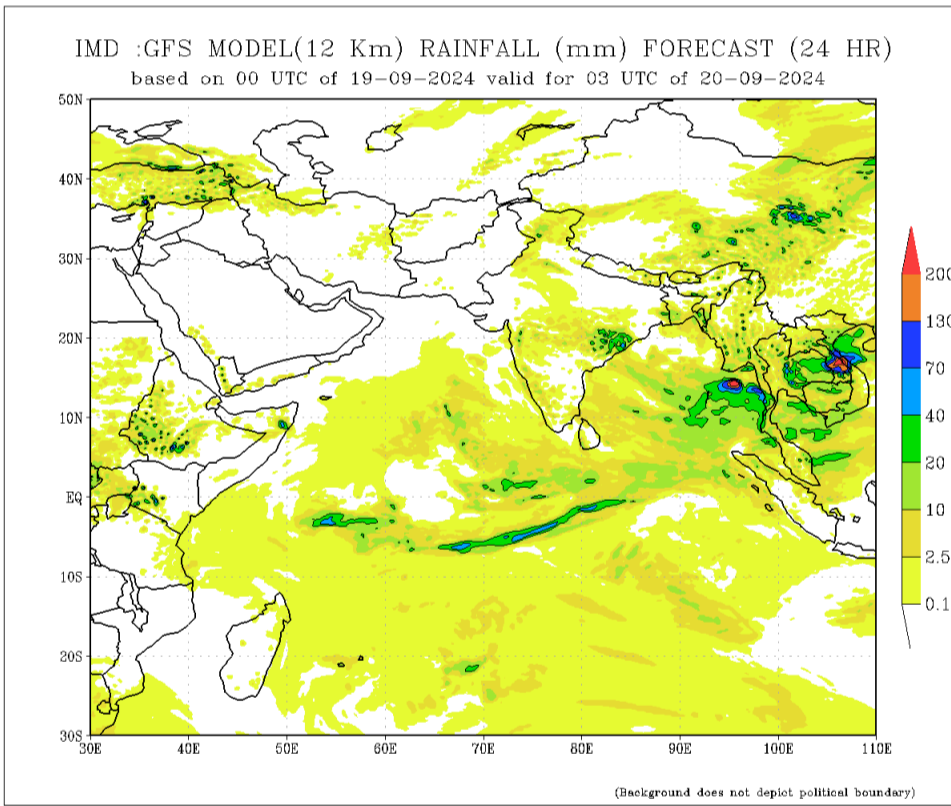 IMD :GFS MODEL(12 Km) RAINFALL (mm) FORECAST (24 HR)
based on 00 UTC of 19-09-2024 valid for 03 UTC of 20-09-2024
50N
40N
30N
20N
10N
EQ
10S
20S
30S
30E 40E 50E 60E 70E 80E 90E 100E 110E
200
130
70
40
20
10
2.5
0.1
(Background does not depict political boundary)